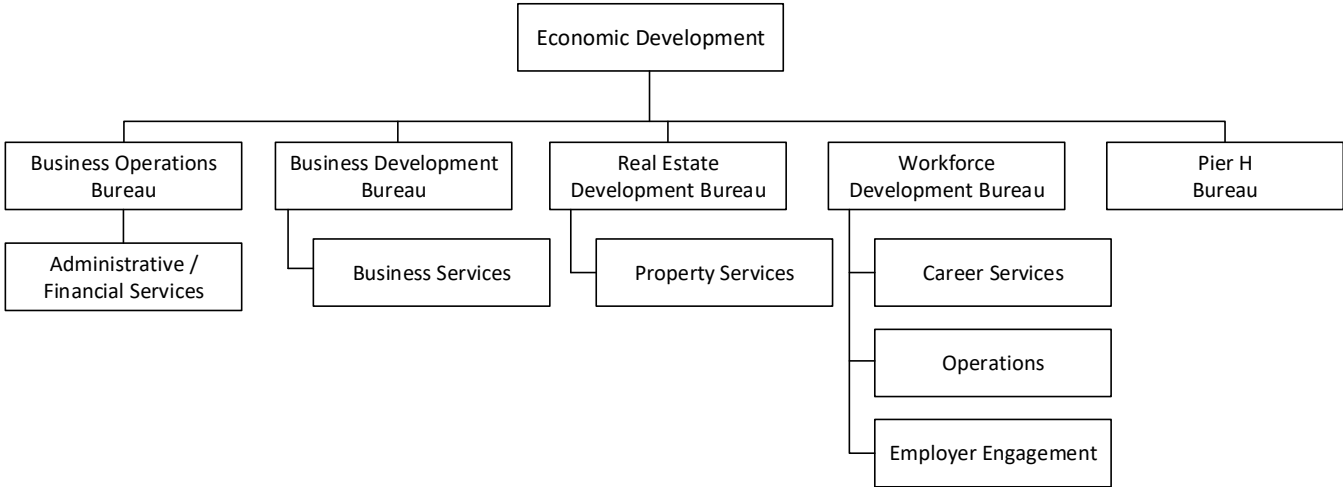 Economic Development
Business Operations
Bureau
Business Development
Bureau
Real Estate
Development Bureau
Workforce
Development Bureau
Pier H
Bureau
Administrative /
Financial Services
Business Services
Property Services
Career Services
Operations
Employer Engagement